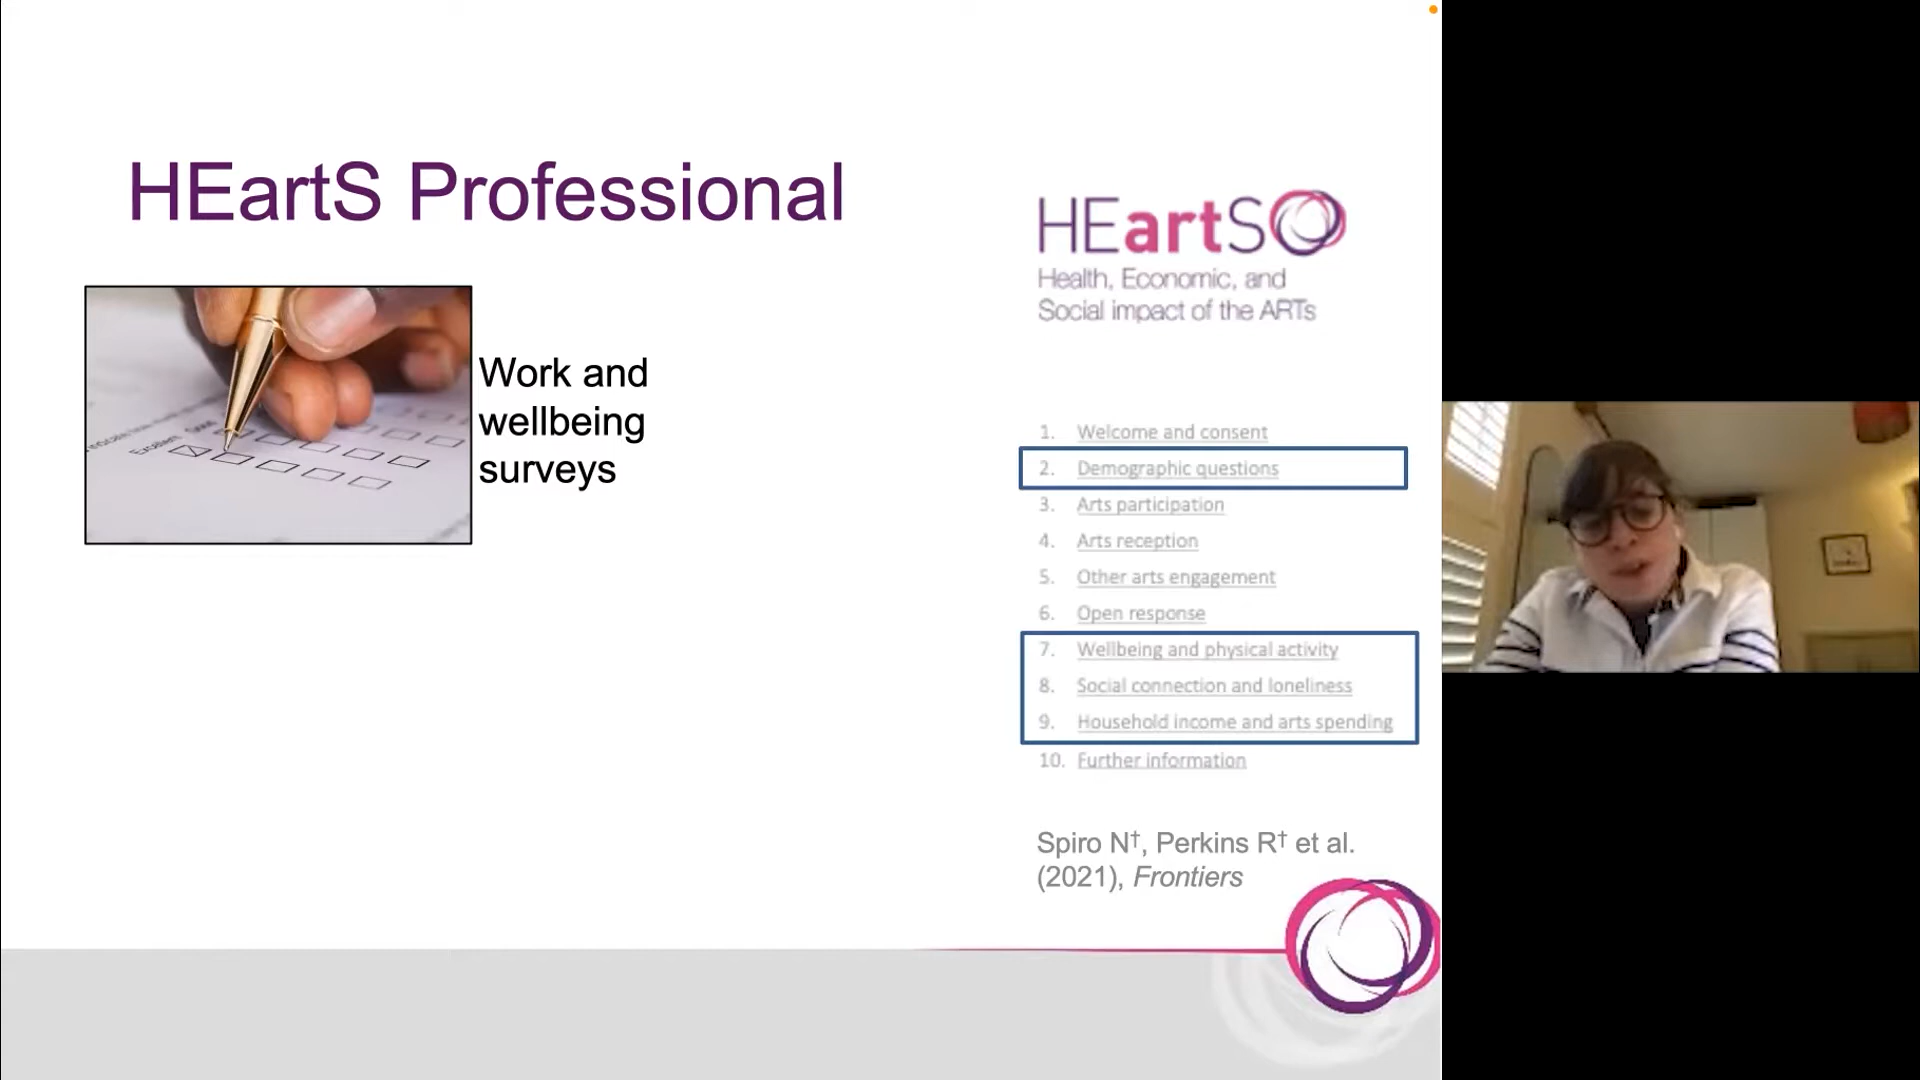 HEartS Professional
Work and
wellbeing
surveys
Excellent Good
HEartS
Health, Economic, and
Social impact of the ARTs
1. Welcome and consent
2. Demographic questions
3. Arts participation
4. Arts reception
5. Other arts engagement
6. Open response
7. Wellbeing and physical activity
8. Social connection and loneliness
9. Household income and arts spending
10. Further information
Spiro N†, Perkins R† et al.
(2021), Frontiers